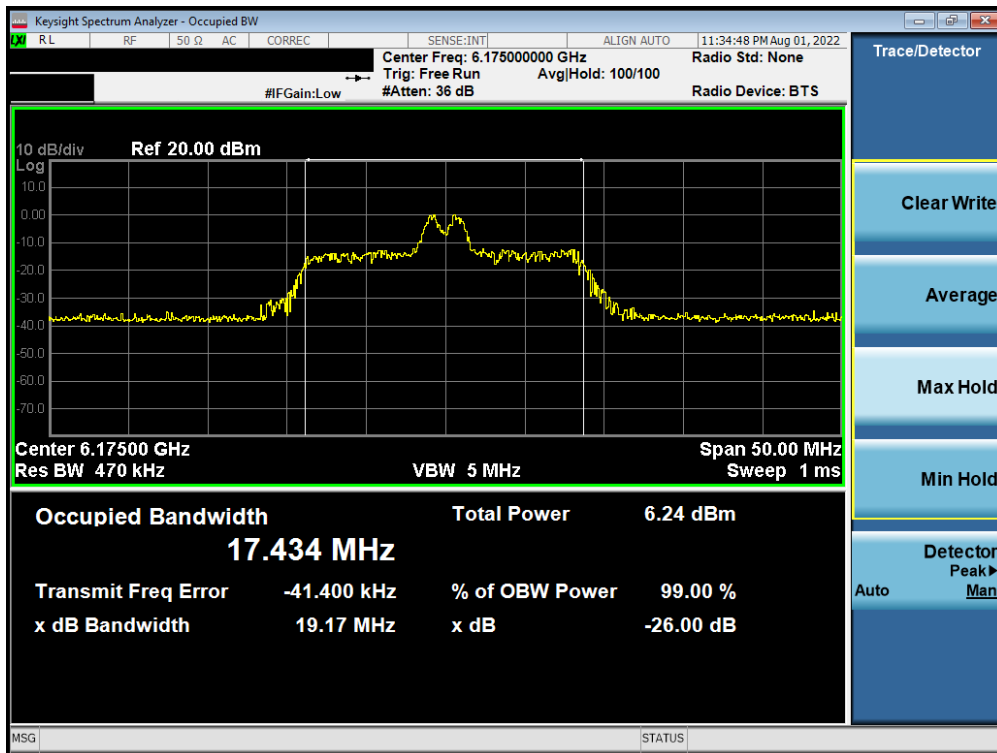 Keysight Spectrum Analyzer - Occupied BW
LXI RL RF 50 Ω AC CORREC SENSE:INT ALIGN AUTO 11:34:48 PM Aug 01, 2022
Center Freq: 6.175000000 GHz Radio Std: None
Trig: Free Run Avg|Hold: 100/100
#IFGain:Low #Atten: 36 dB Radio Device: BTS
10 dB/div Ref 20.00 dBm
Log
10.0
0.00
-10.0
-20.0
-30.0
-40.0
-50.0
-60.0
-70.0
Center 6.17500 GHz Span 50.00 MHz
Res BW 470 kHz VBW 5 MHz Sweep 1 ms
Occupied Bandwidth Total Power 6.24 dBm
17.434 MHz
Transmit Freq Error -41.400 kHz % of OBW Power 99.00 %
x dB Bandwidth 19.17 MHz x dB -26.00 dB
MSG STATUS
Trace/Detector
Clear Write
Average
Max Hold
Min Hold
Detector
Peak▶
Auto Man